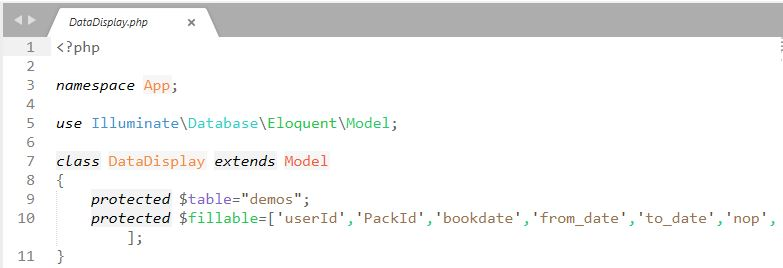 DataDisplay.php ×
1 <?php
2
3 namespace App;
4
5 use Illuminate\Database\Eloquent\Model;
6
7 class DataDisplay extends Model
8 {
9 protected $table="demos";
10 protected $fillable=['userId','PackId','bookdate','from_date','to_date','nop',
];
11 }